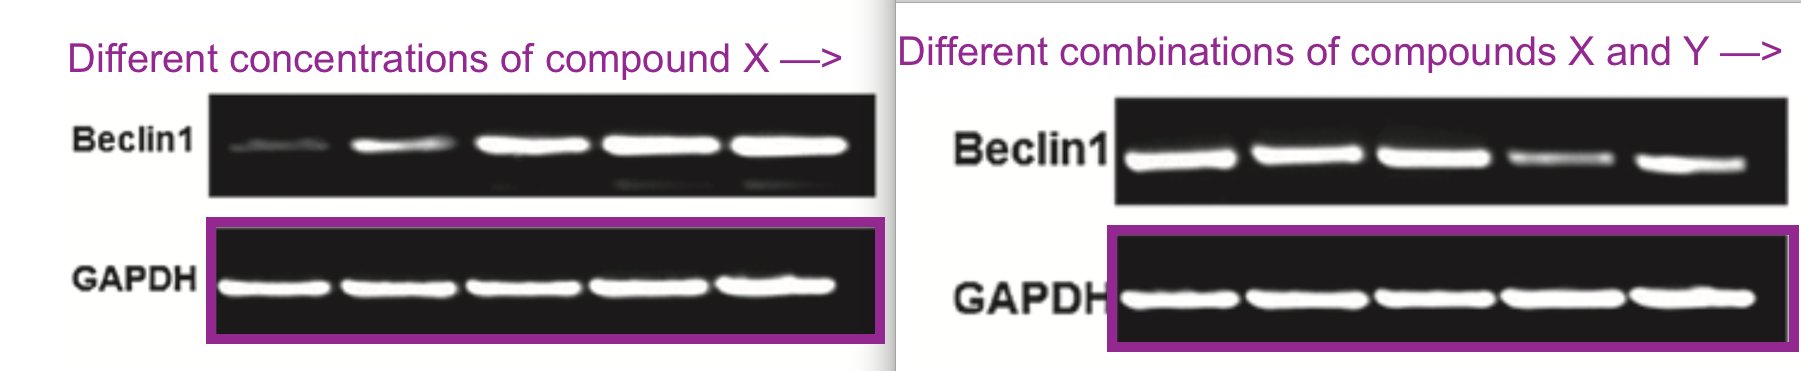 Different concentrations of compound X —>
Beclin1
GAPDH
Different combinations of compounds X and Y —>
Beclin1
GAPDH